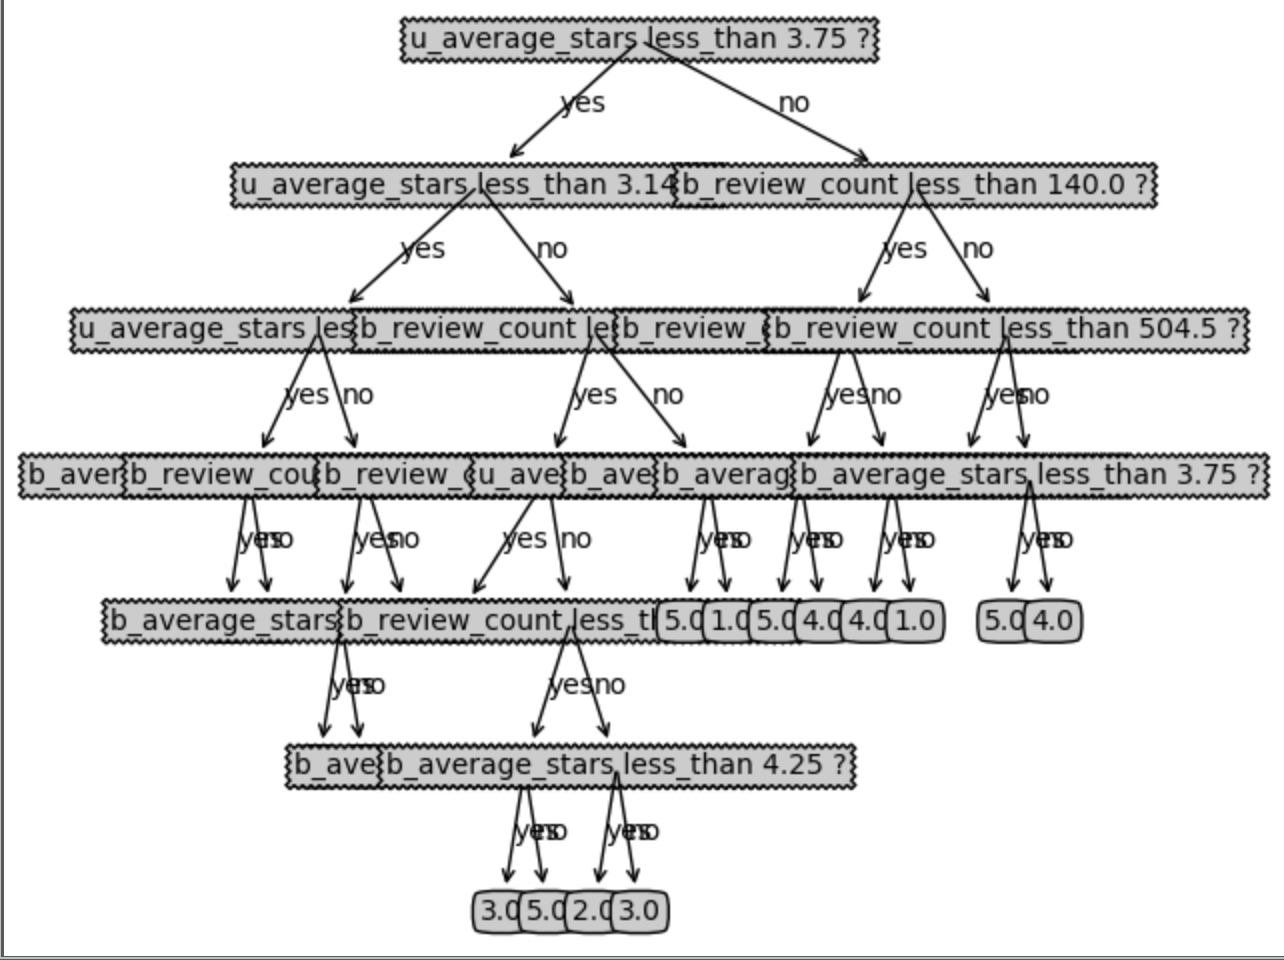 u_average_stars less_than 3.75 ?
yes no
u_average_stars less_than 3.14 b_review_count less_than 140.0 ?
yes no yes no
u_average_stars les b_review_count le b_review_ b_review_count less_than 504.5 ?
yes no yes no yes no yes no
b_aver b_review_cou b_review_ u_ave b_ave b_averag b_average_stars less_than 3.75 ?
yes no yes no yes no yes no yes no yes no yes no
b_average_stars b_review_count less_th 5.0 1.0 5.0 4.0 4.0 1.0 5.0 4.0
yes no yes no
b_ave b_average_stars less_than 4.25 ?
yes no yes no
3.0 5.0 2.0 3.0